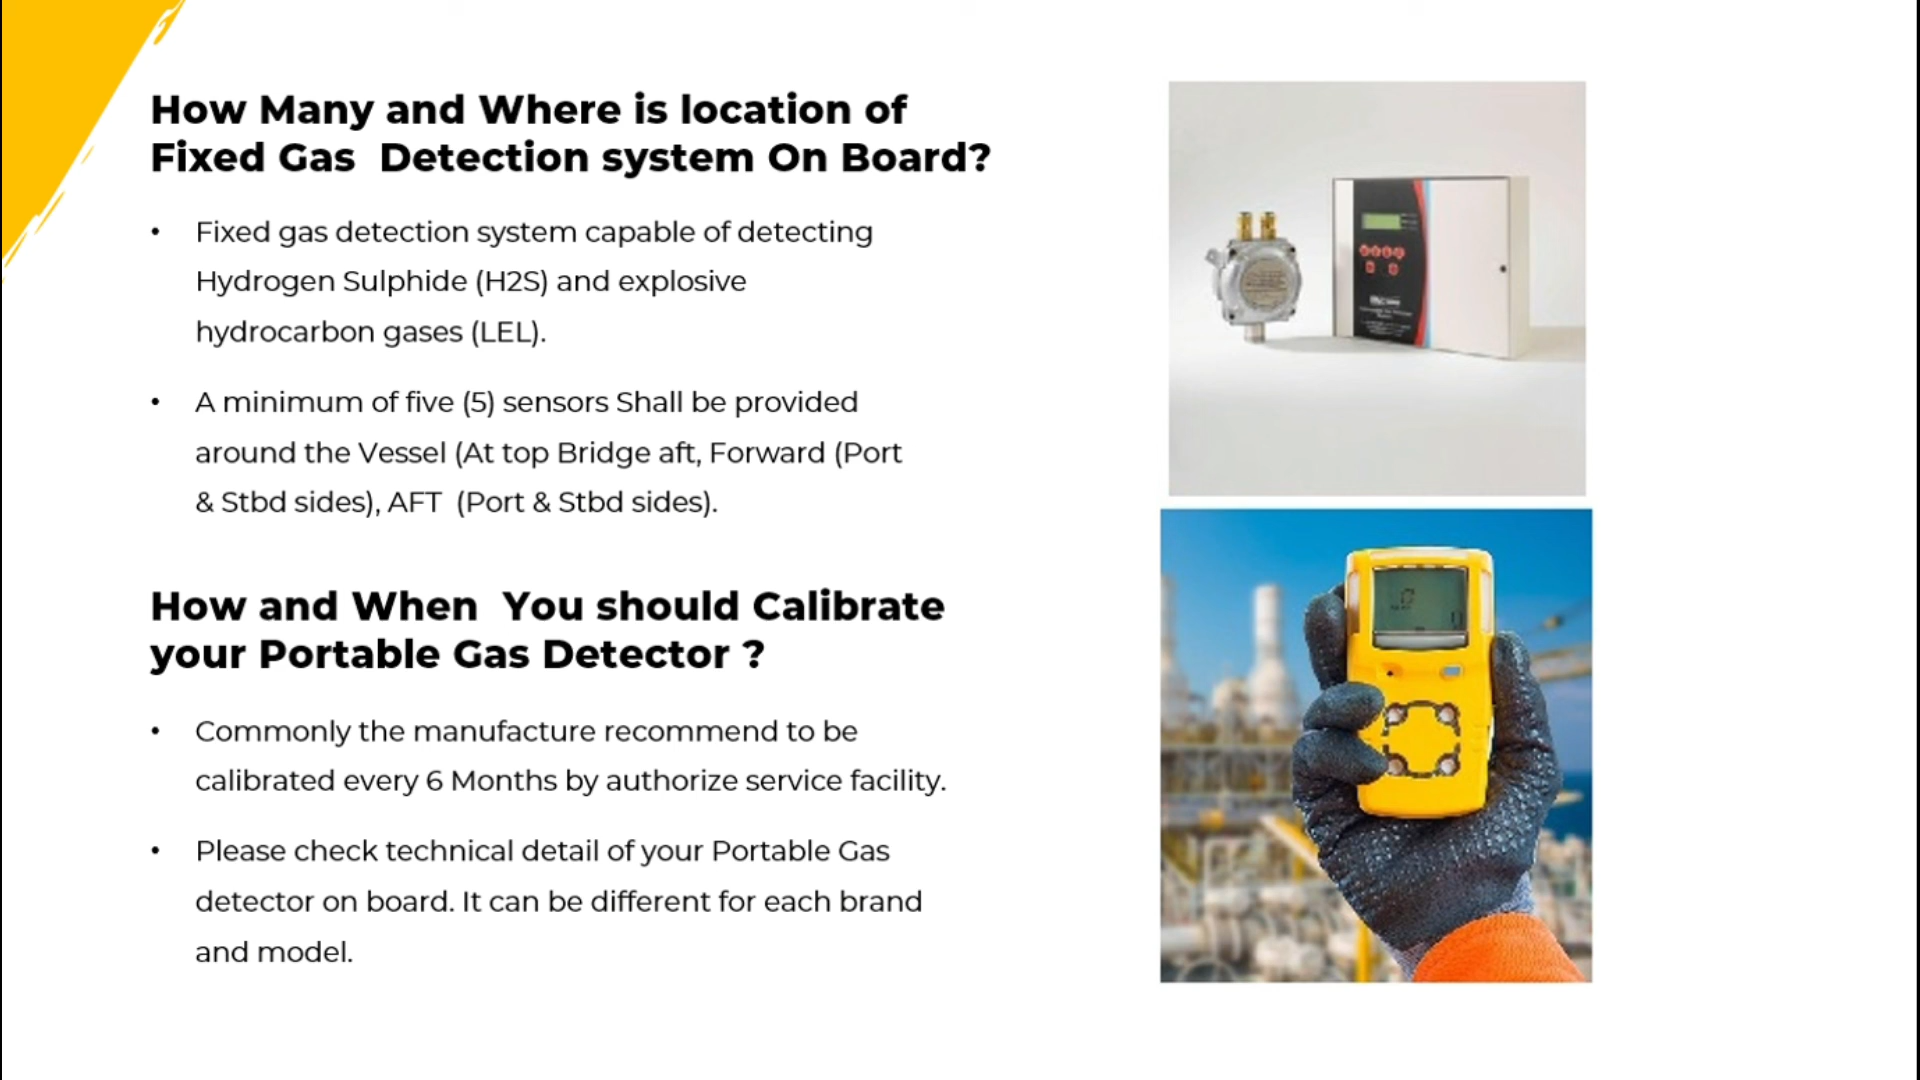 How Many and Where is location of
Fixed Gas  Detection system On Board?
• Fixed gas detection system capable of detecting
Hydrogen Sulphide (H2S) and explosive
hydrocarbon gases (LEL).
• A minimum of five (5) sensors Shall be provided
around the Vessel (At top Bridge aft, Forward (Port
& Stbd sides), AFT  (Port & Stbd sides).
How and When  You should Calibrate
your Portable Gas Detector ?
• Commonly the manufacture recommend to be
calibrated every 6 Months by authorize service facility.
• Please check technical detail of your Portable Gas
detector on board. It can be different for each brand
and model.